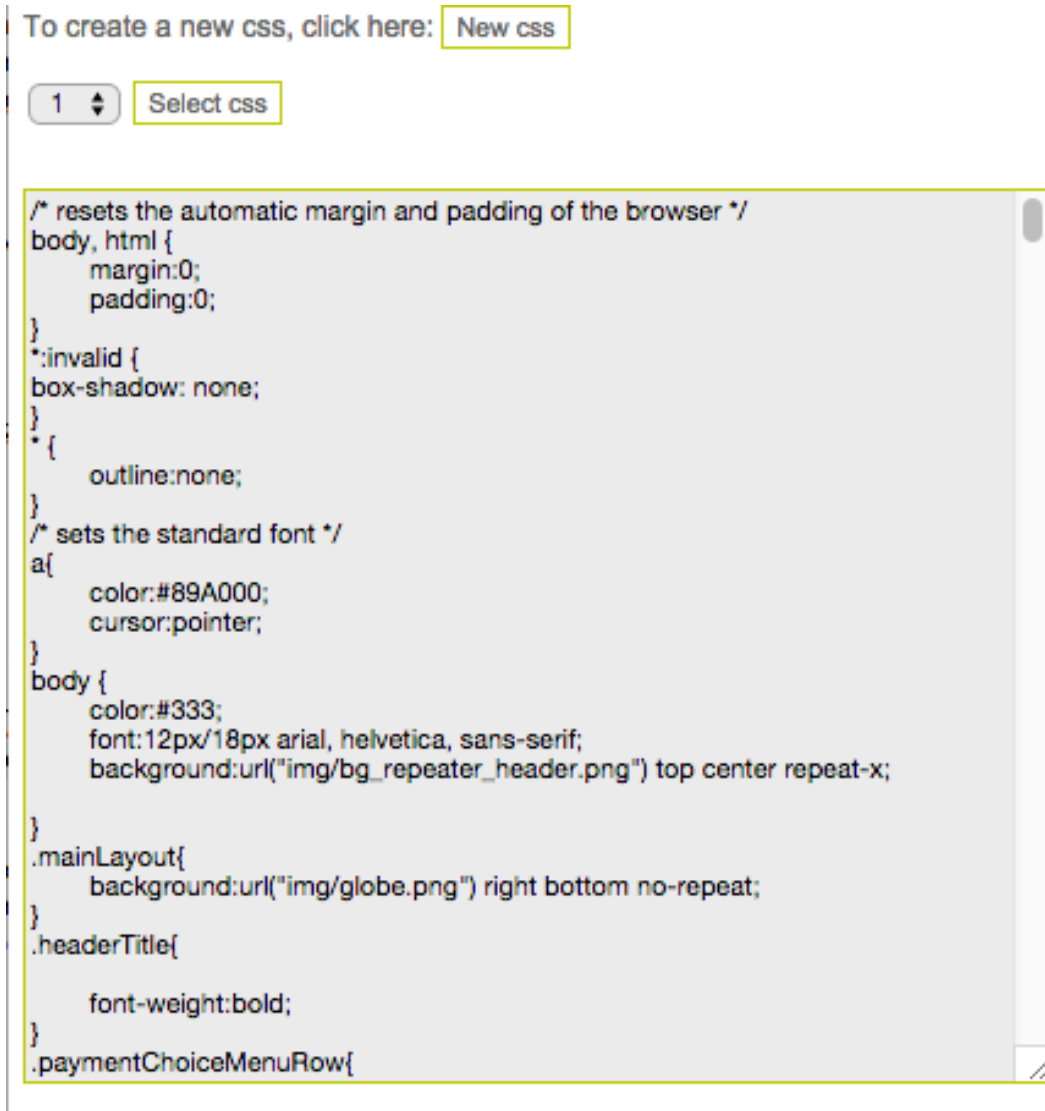 To create a new css, click here: New css
1 Select css
/* resets the automatic margin and padding of the browser */
body, html {
margin:0;
padding:0;
}
*:invalid {
box-shadow: none;
}
* {
outline:none;
}
/* sets the standard font */
a{
color:#89A000;
cursor:pointer;
}
body {
color:#333;
font:12px/18px arial, helvetica, sans-serif;
background:url("img/bg_repeater_header.png") top center repeat-x;
}
.mainLayout{
background:url("img/globe.png") right bottom no-repeat;
}
.headerTitle{
font-weight:bold;
}
.paymentChoiceMenuRow{